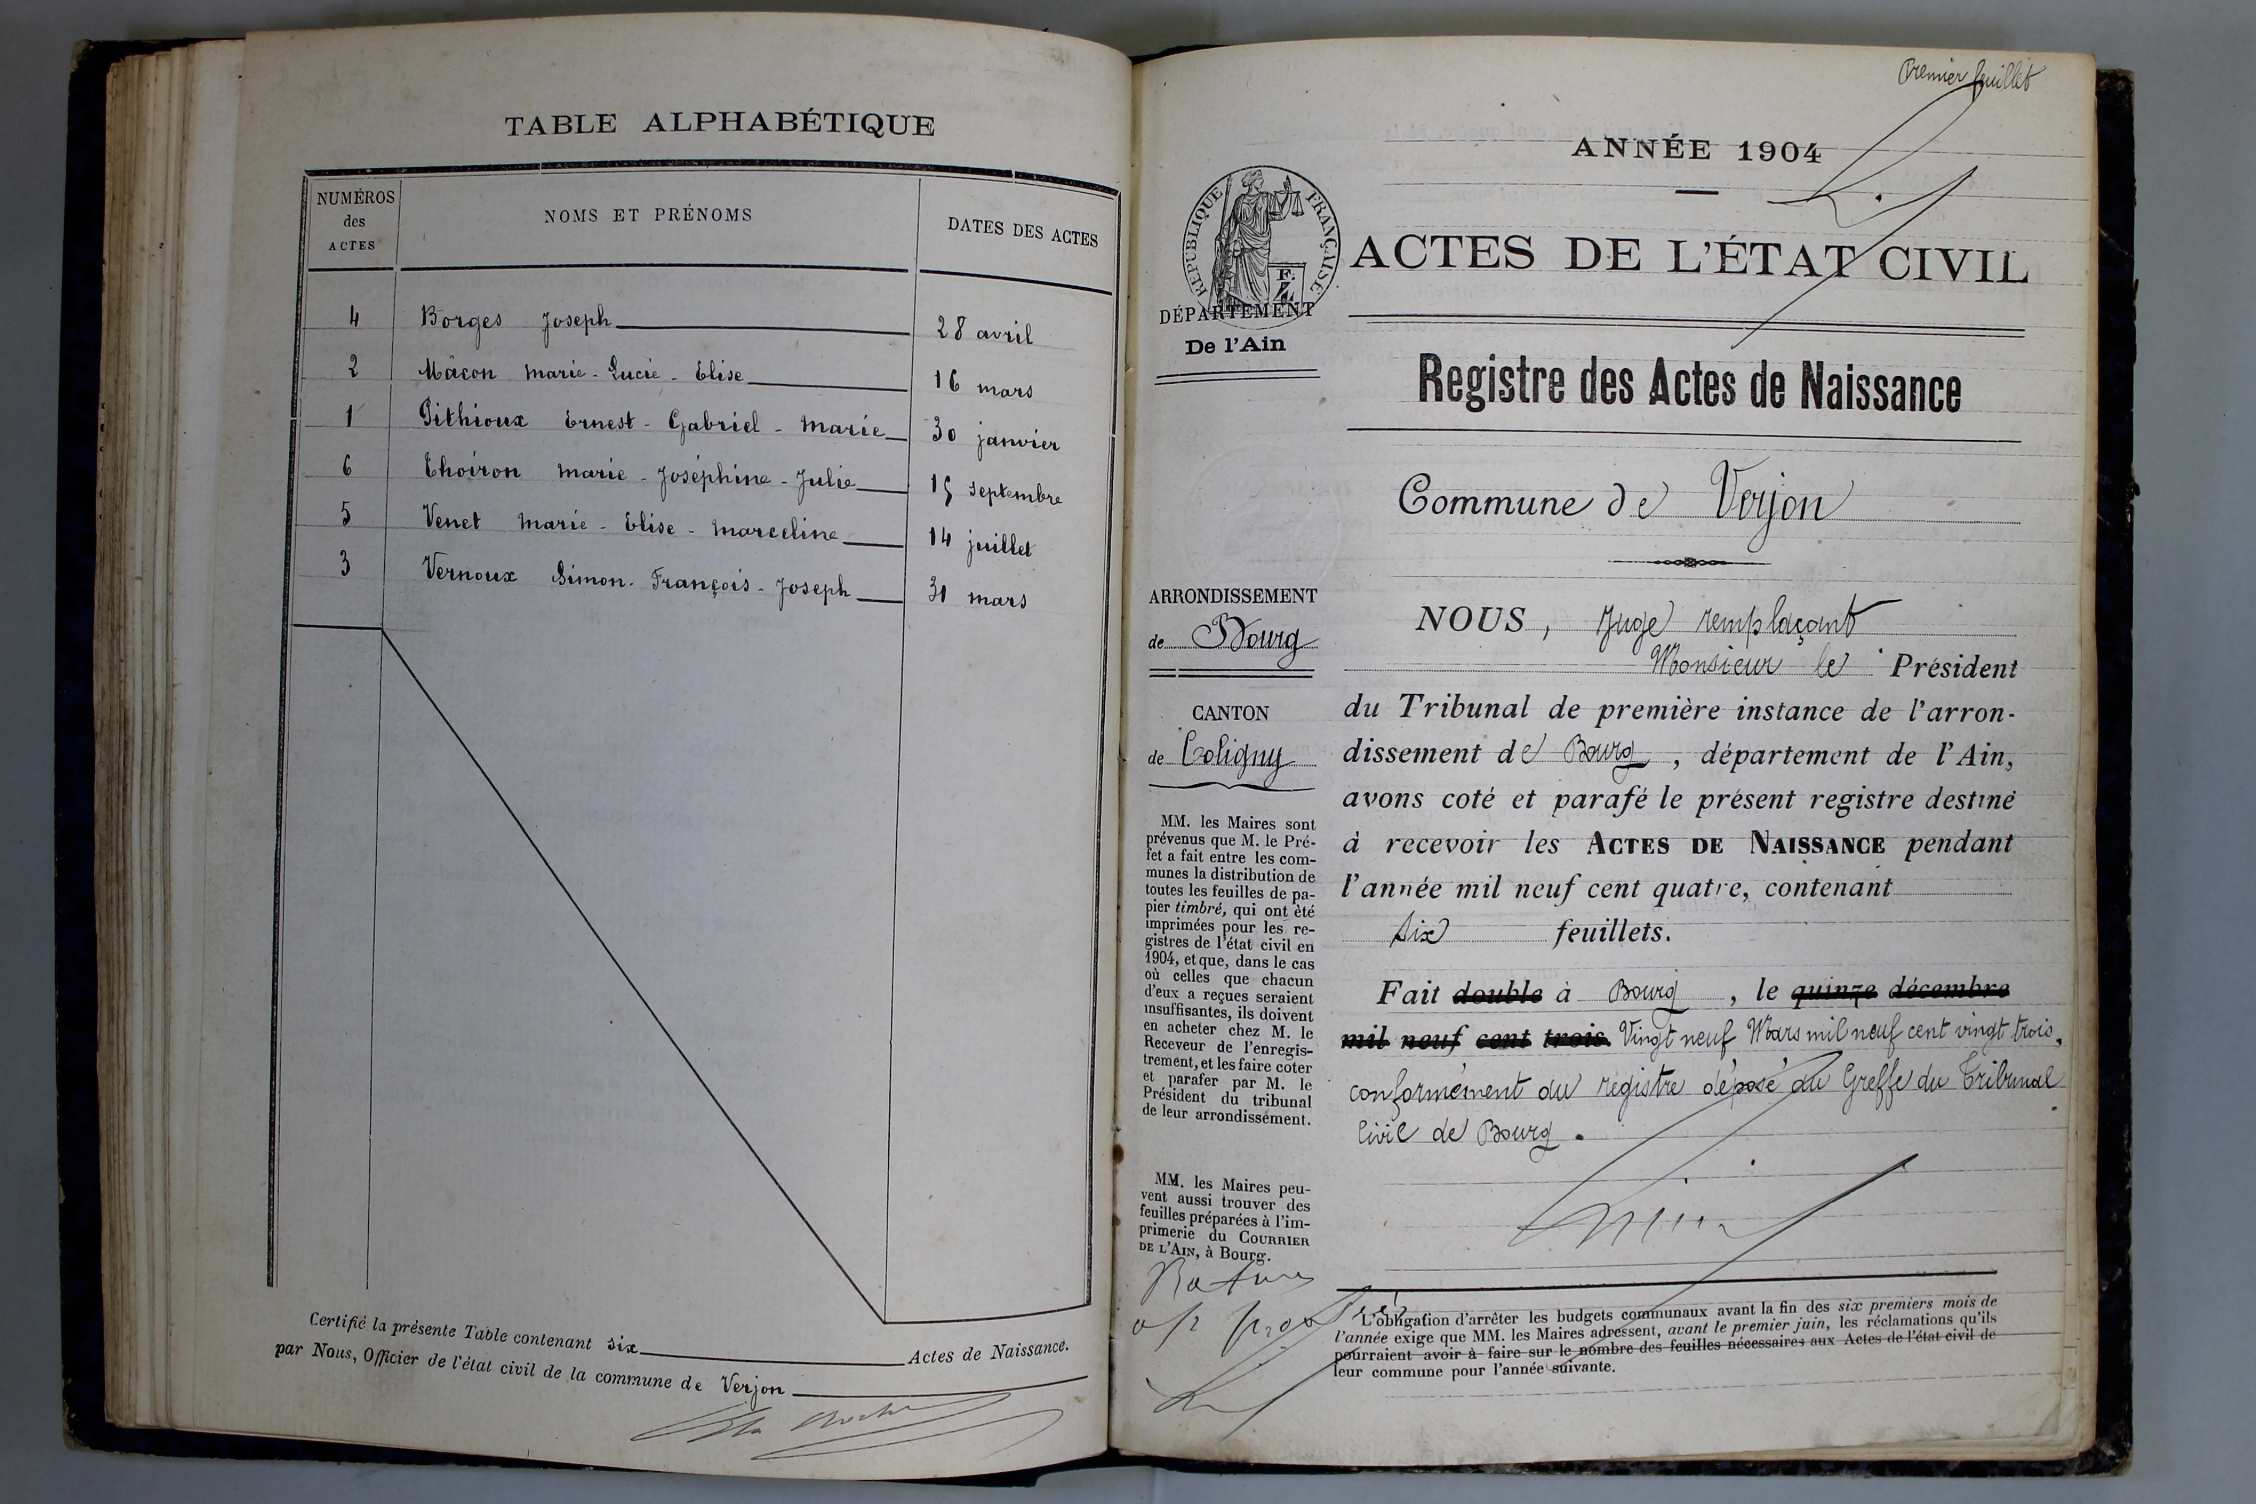 TABLE ALPHABÉTIQUE
NUMÉROS
des
ACTES
NOMS ET PRÉNOMS
DATES DES ACTES
4 Borges Joseph 28 avril
2 Mâcon Marie-Lucie-Elise 16 mars
1 Pithioux Ernest-Gabriel-Marie 30 janvier
6 Thoiron Marie-Joséphine-Julie 15 septembre
5 Venet Marie-Elise-Marceline 14 juillet
3 Vernoux Simon-François-Joseph 31 mars
Certifié la présente Table contenant six Actes de Naissance.
par Nous, Officier de l'état civil de la commune de Verjon
Premier feuillet
ANNÉE 1904
RÉPUBLIQUE FRANÇAISE
DÉPARTEMENT
De l'Ain
ACTES DE L'ÉTAT CIVIL
Registre des Actes de Naissance
Commune de Verjon
ARRONDISSEMENT
de Bourg
CANTON
de Coligny
MM. les Maires sont
prévenus que M. le Pré-
fet a fait entre les com-
munes la distribution de
toutes les feuilles de pa-
pier timbré, qui ont été
imprimées pour les re-
gistres de l'état civil en
1904, et que, dans le cas
où celles que chacun
d'eux a reçues seraient
insuffisantes, ils doivent
en acheter chez M. le
Receveur de l'enregis-
trement, et les faire coter
et parafer par M. le
Président du tribunal
de leur arrondissement.
MM. les Maires peu-
vent aussi trouver des
feuilles préparées à l'im-
primerie du COURRIER
DE L'AIN, à Bourg.
NOUS, Juge remplaçant
Monsieur le Président
du Tribunal de première instance de l'arron-
dissement de Bourg, département de l'Ain,
avons coté et parafé le présent registre destiné
à recevoir les ACTES DE NAISSANCE pendant
l'année mil neuf cent quatre, contenant
six feuillets.
Fait double à Bourg, le quinze décembre
mil neuf cent trois. Vingt neuf Mars mil neuf cent vingt trois,
conformément au registre déposé au Greffe du Tribunal
Civil de Bourg.
L'obligation d'arrêter les budgets communaux avant la fin des six premiers mois de
l'année exige que MM. les Maires adressent, avant le premier juin, les réclamations qu'ils
pourraient avoir à faire sur le nombre des feuilles nécessaires aux Actes de l'état civil de
leur commune pour l'année suivante.